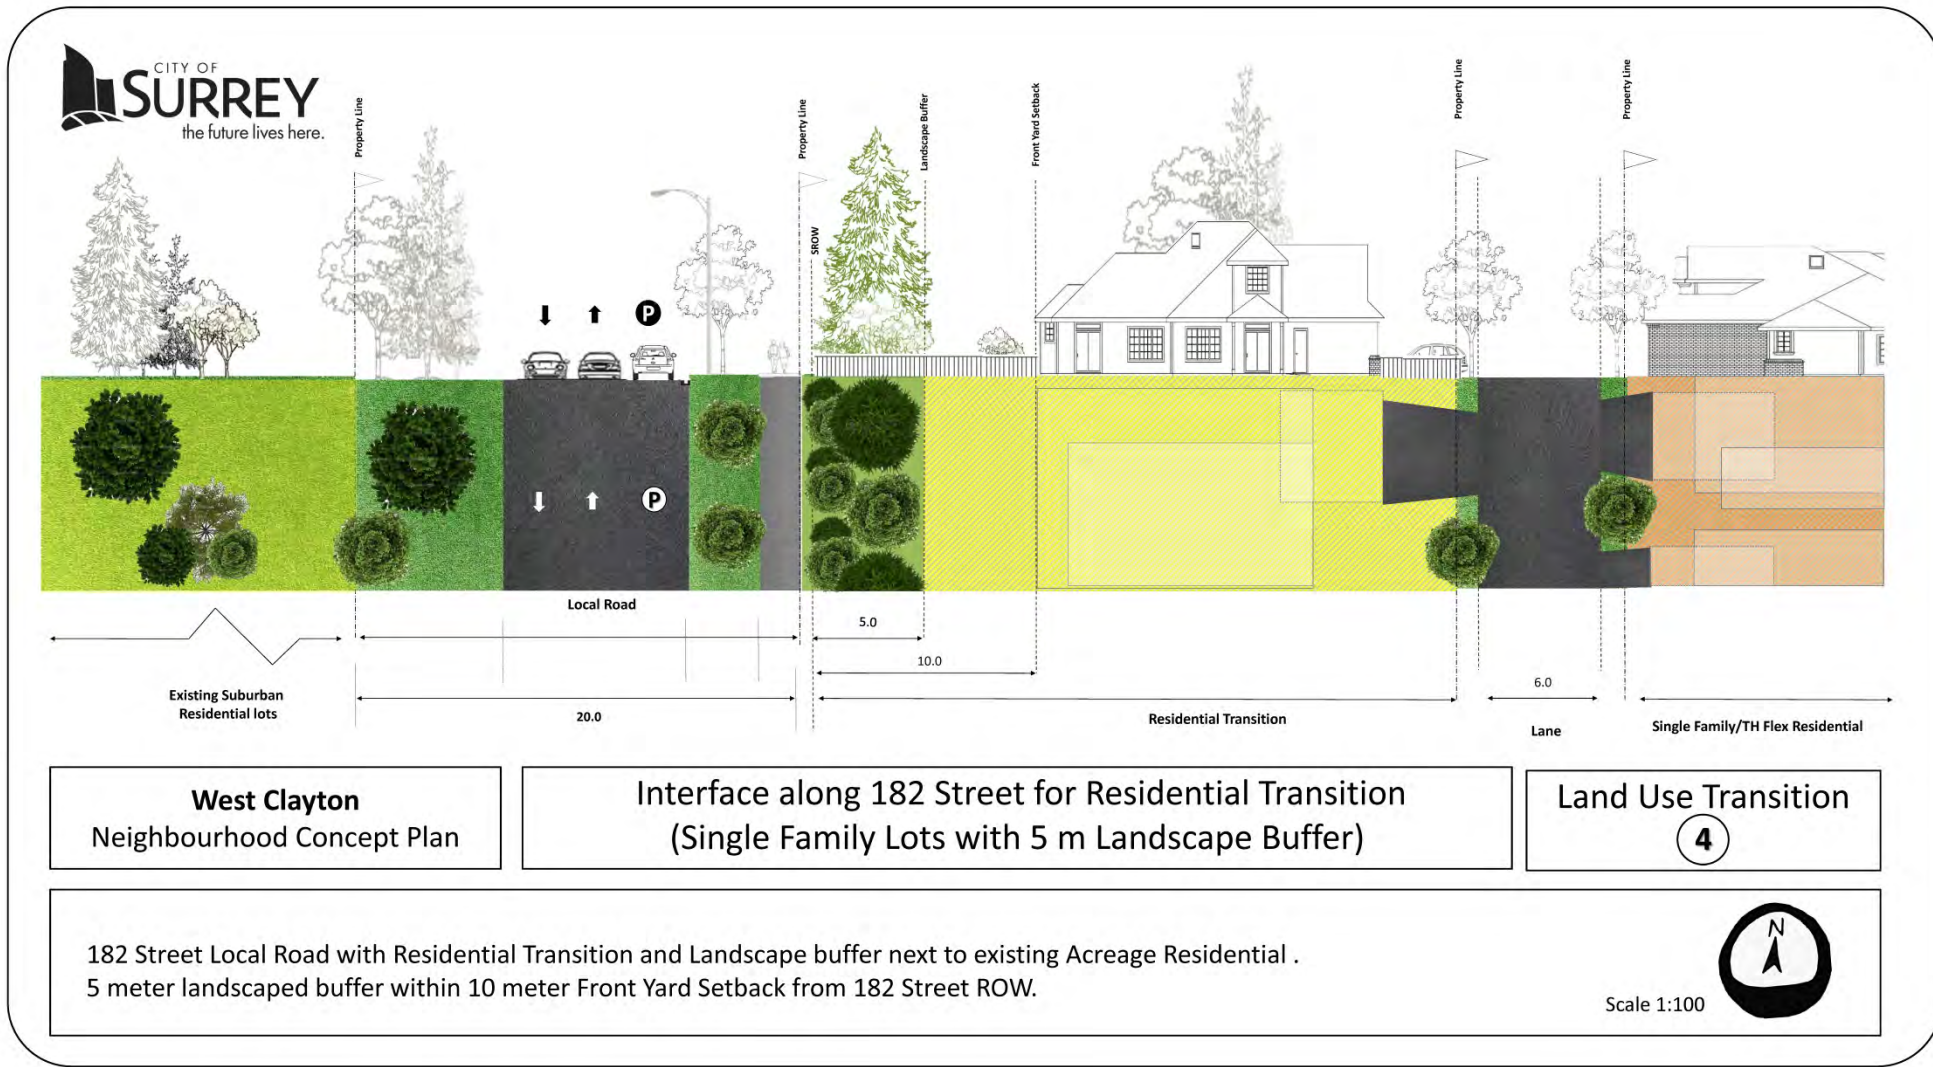 CITY OF
SURREY
the future lives here.
Property Line
Property Line
SROW
Landscape Buffer
Front Yard Setback
Property Line
Property Line
P
P
Local Road
5.0
10.0
6.0
Existing Suburban
Residential lots
20.0
Residential Transition
Lane
Single Family/TH Flex Residential
West Clayton
Neighbourhood Concept Plan
Interface along 182 Street for Residential Transition
(Single Family Lots with 5 m Landscape Buffer)
Land Use Transition
4
182 Street Local Road with Residential Transition and Landscape buffer next to existing Acreage Residential .
5 meter landscaped buffer within 10 meter Front Yard Setback from 182 Street ROW.
Scale 1:100
N